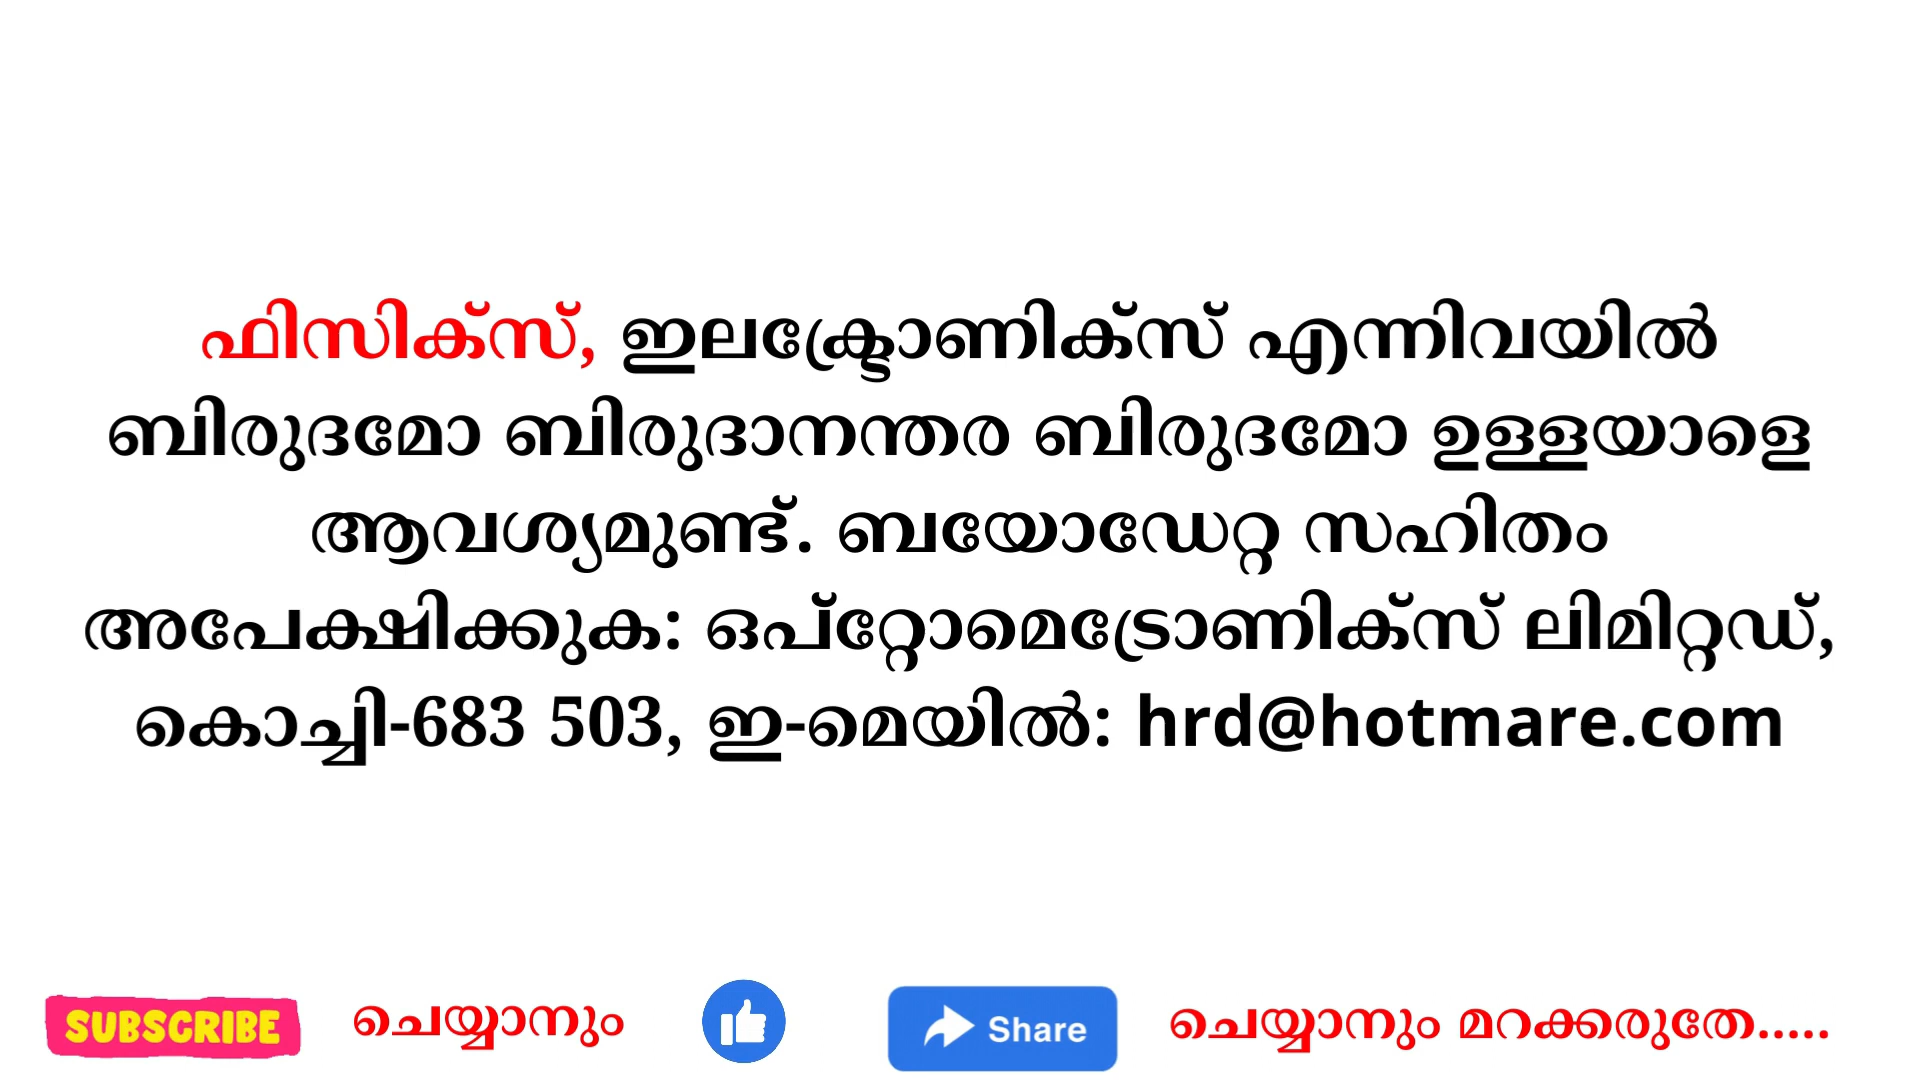 ഫിസിക്സ്, ഇലക്ട്രോണിക്സ് എന്നിവയിൽ
ബിരുദമോ ബിരുദാനന്തര ബിരുദമോ ഉള്ളയാളെ
ആവശ്യമുണ്ട്. ബയോഡേറ്റ സഹിതം
അപേക്ഷിക്കുക: ഒപ്റ്റോമെട്രോണിക്സ് ലിമിറ്റഡ്,
കൊച്ചി-683 503, ഇ-മെയിൽ: hrd@hotmare.com
SUBSCRIBE ചെയ്യാനും Share ചെയ്യാനും മറക്കരുതേ.....